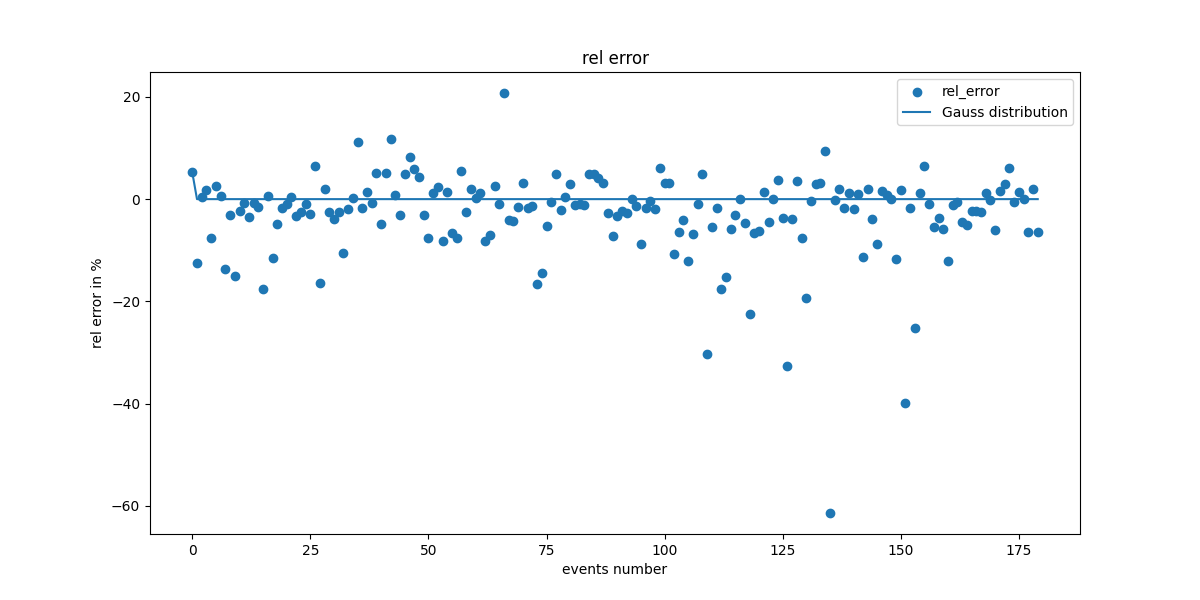 rel error
rel_error
Gauss distribution
20
0
−20
−40
−60
rel error in %
0
25
50
75
100
125
150
175
events number